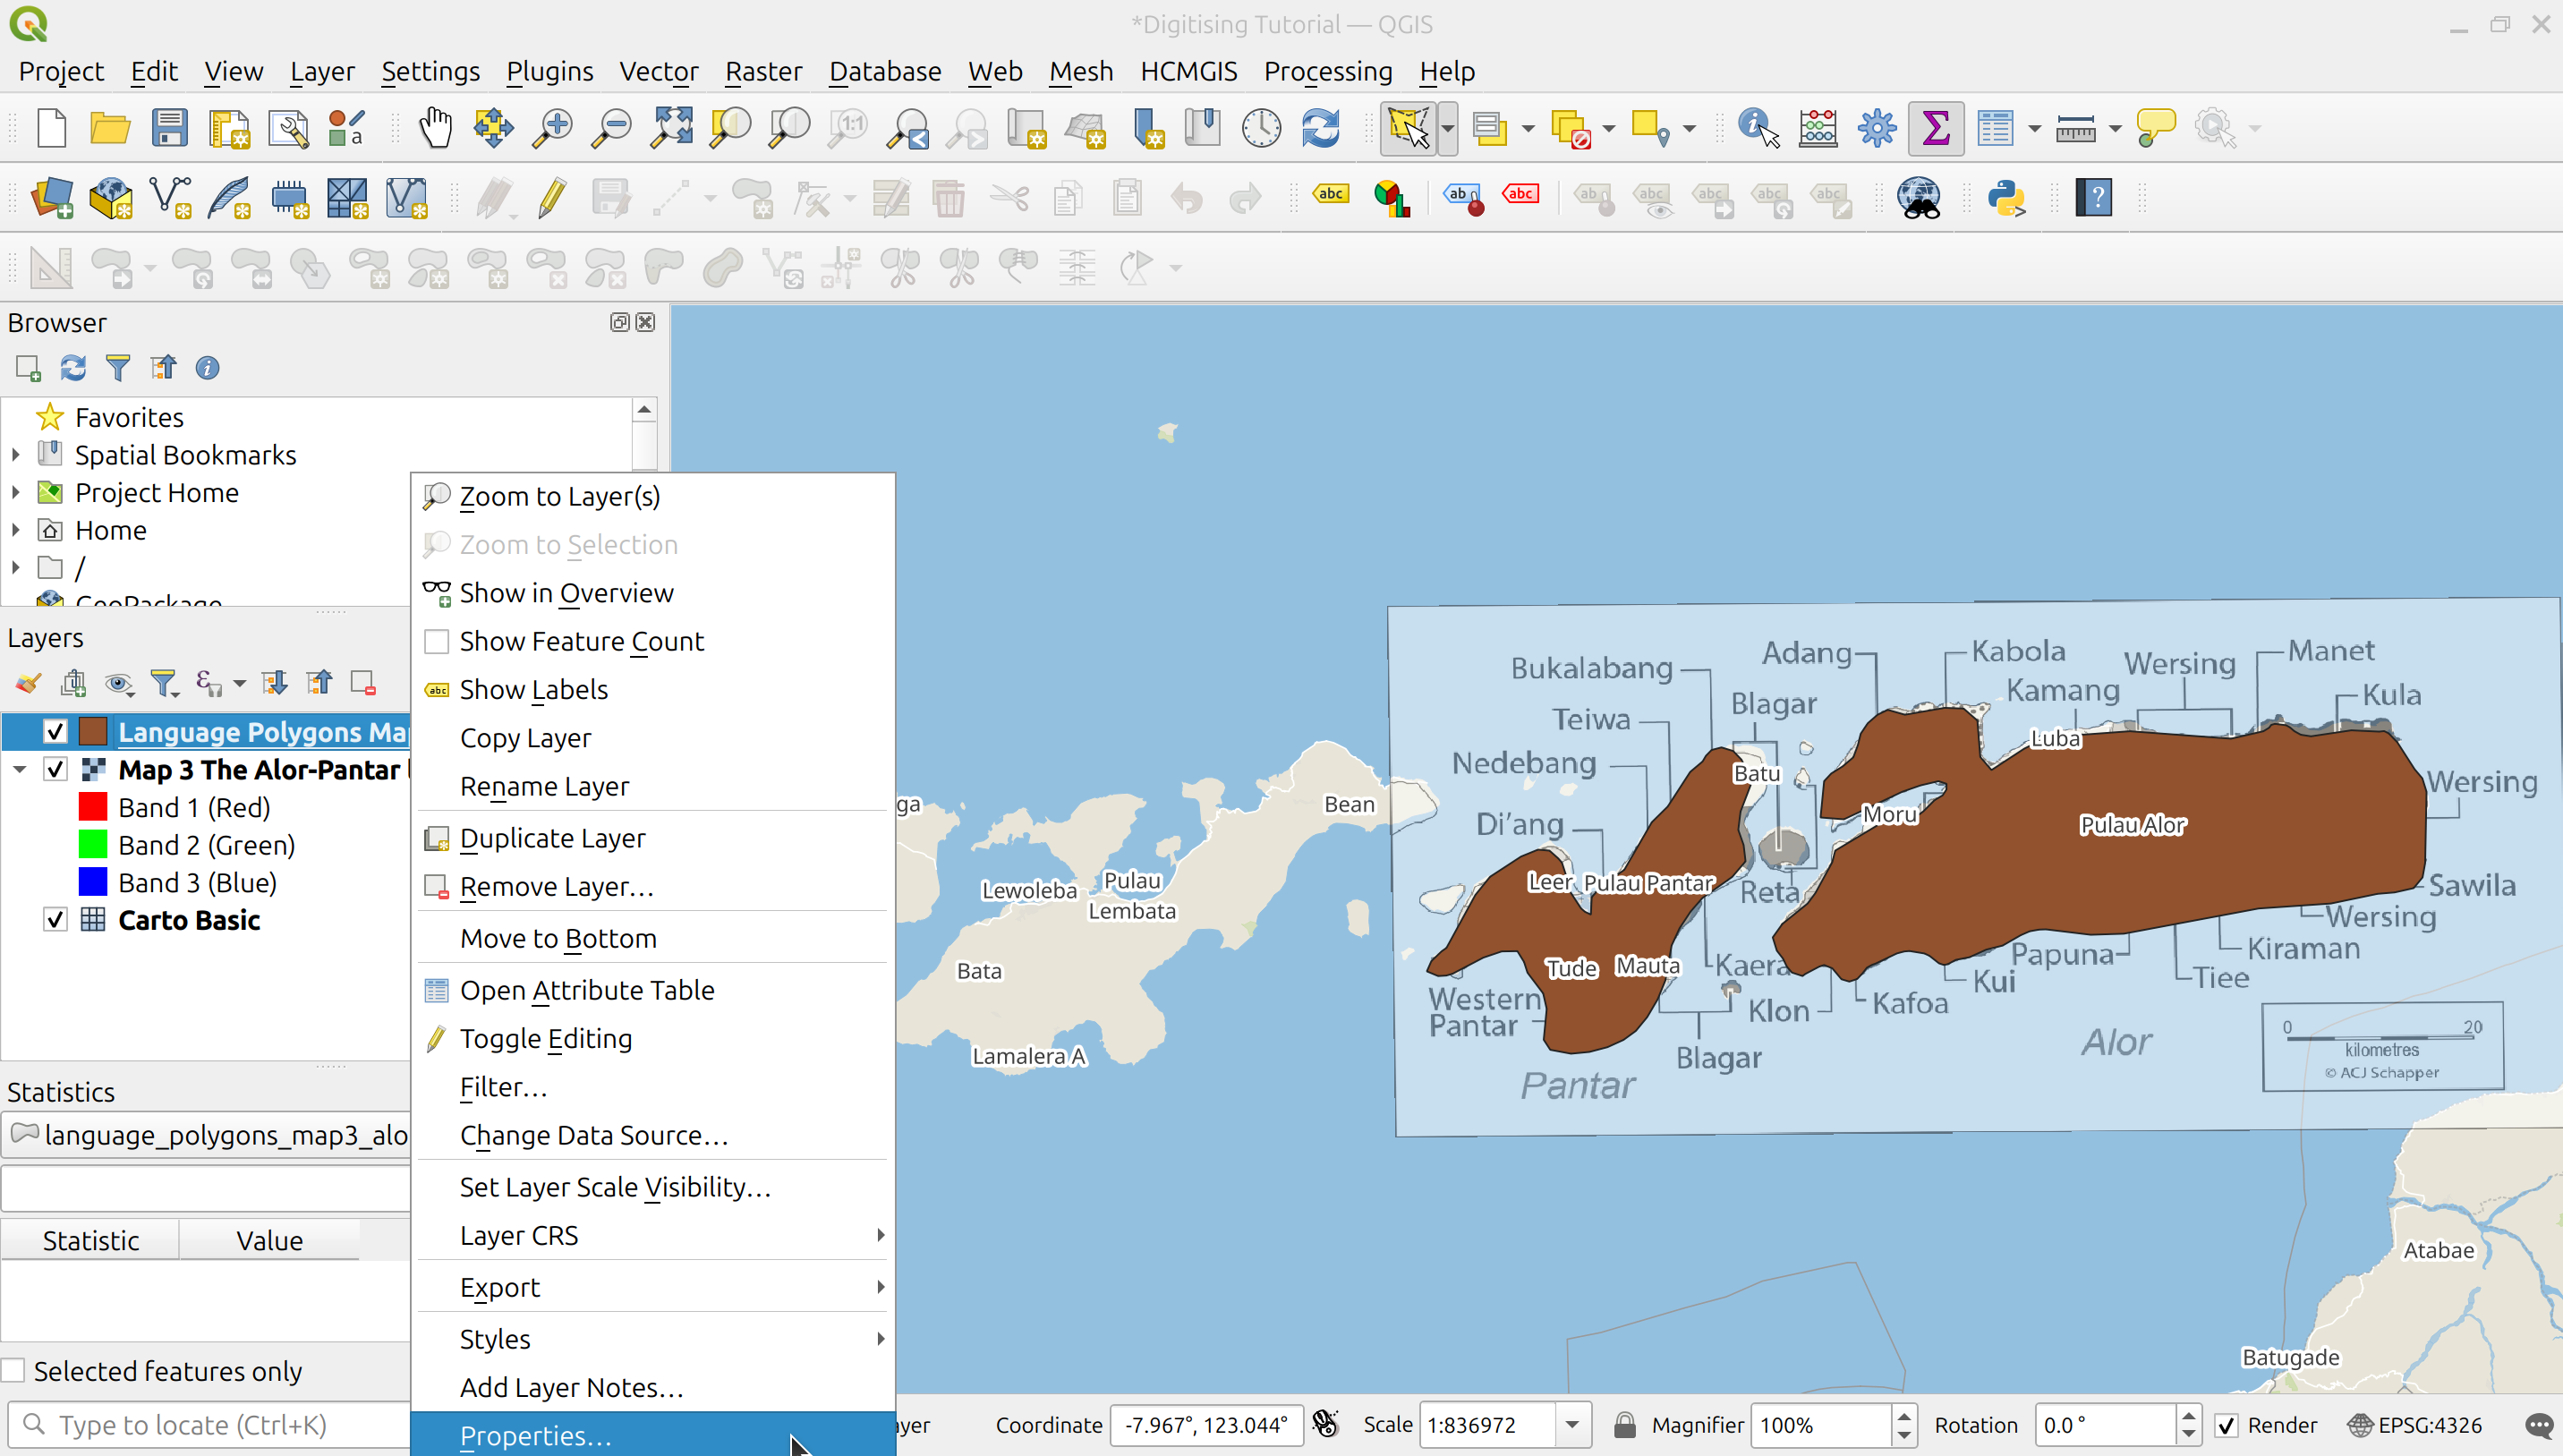 *Digitising Tutorial — QGIS
Project Edit View Layer Settings Plugins Vector Raster Database Web Mesh HCMGIS Processing Help
Browser
Favorites
Spatial Bookmarks
Project Home
Home
/
GeoPackage
Layers
Language Polygons Ma
Map 3 The Alor-Pantar
Band 1 (Red)
Band 2 (Green)
Band 3 (Blue)
Carto Basic
Statistics
language_polygons_map3_alo
Statistic Value
Selected features only
Type to locate (Ctrl+K)
Zoom to Layer(s)
Zoom to Selection
Show in Overview
Show Feature Count
Show Labels
Copy Layer
Rename Layer
Duplicate Layer
Remove Layer…
Move to Bottom
Open Attribute Table
Toggle Editing
Filter…
Change Data Source…
Set Layer Scale Visibility…
Layer CRS
Export
Styles
Add Layer Notes…
Properties…
ga
Bean
Lewoleba
Pulau
Lembata
Bata
Lamalera A
Bukalabang
Adang
Kabola
Wersing
Manet
Teiwa
Blagar
Kamang
Kula
Nedebang
Batu
Luba
Wersing
Di'ang
Moru
Pulau Alor
Leer
Pulau Pantar
Reta
Sawila
Wersing
Tude
Mauta
Kaera
Papuna
Kiraman
Western
Pantar
Klon
Kafoa
Kui
Tiee
Blagar
Pantar
Alor
0 20
kilometres
© ACJ Schapper
Atabae
Batugade
yer
Coordinate -7.967°, 123.044° Scale 1:836972 Magnifier 100% Rotation 0.0 ° Render EPSG:4326